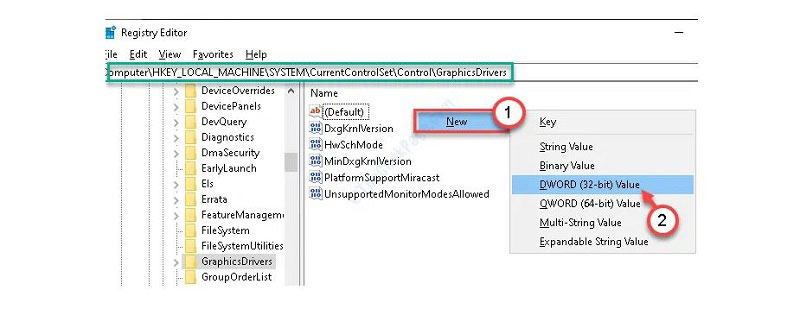 Registry Editor
File Edit View Favorites Help
omputer\HKEY_LOCAL_MACHINE\SYSTEM\CurrentControlSet\Control\GraphicsDrivers
DeviceOverrides
DevicePanels
DevQuery
Diagnostics
DmaSecurity
EarlyLaunch
Els
Errata
FeatureManagem
FileSystem
FileSystemUtilities
GraphicsDrivers
GroupOrderList
Name
(Default)
DxgKrnlVersion
HwSchMode
MinDxgKrnlVersion
PlatformSupportMiracast
UnsupportedMonitorModesAllowed
New
1
Key
String Value
Binary Value
DWORD (32-bit) Value
QWORD (64-bit) Value
Multi-String Value
Expandable String Value
2